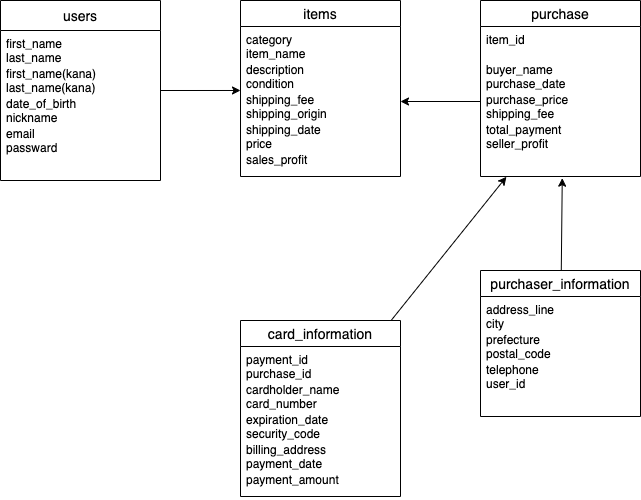 users
first_name
last_name
first_name(kana)
last_name(kana)
date_of_birth
nickname
email
passward
items
category
item_name
description
condition
shipping_fee
shipping_origin
shipping_date
price
sales_profit
purchase
item_id
buyer_name
purchase_date
purchase_price
shipping_fee
total_payment
seller_profit
card_information
payment_id
purchase_id
cardholder_name
card_number
expiration_date
security_code
billing_address
payment_date
payment_amount
purchaser_information
address_line
city
prefecture
postal_code
telephone
user_id